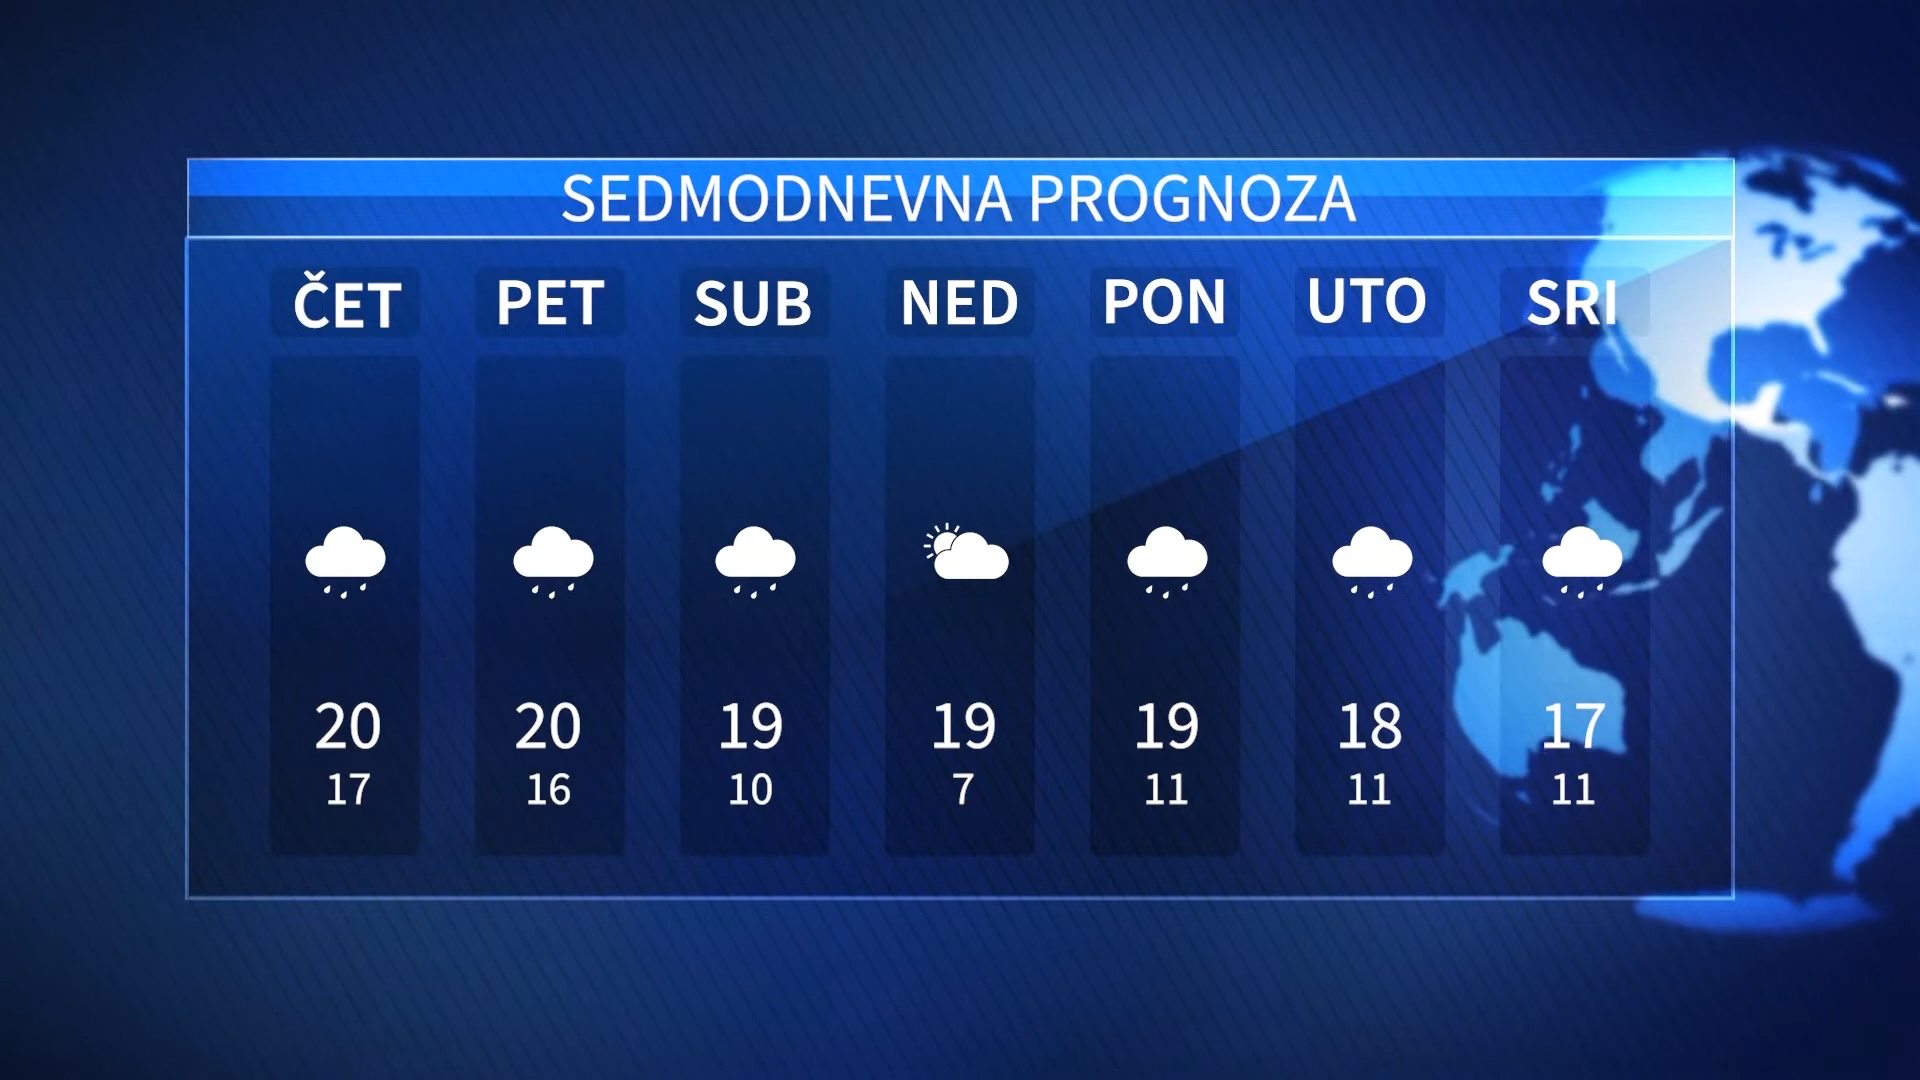 SEDMODNEVNA PROGNOZA
ČET PET SUB NED PON UTO SRI
20 20 19 19 19 18 17
17 16 10 7 11 11 11